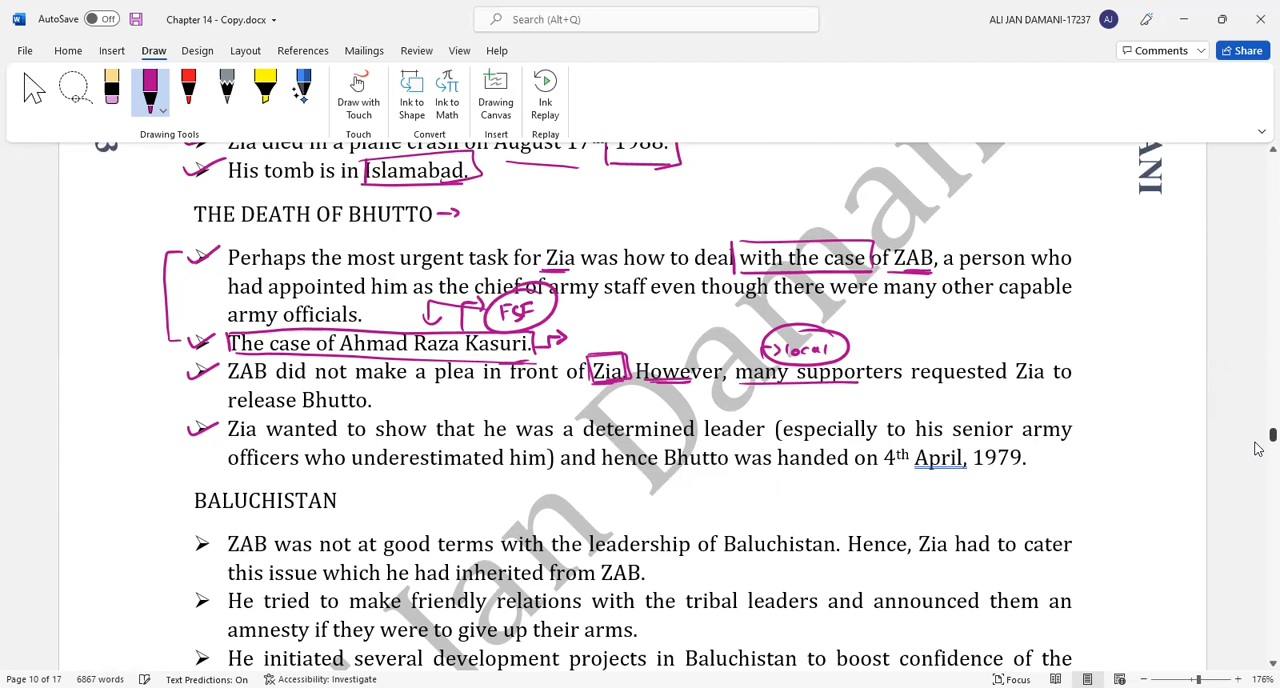 AutoSave Off Chapter 14 - Copy.docx Search (Alt+Q) ALI JAN DAMANI-17237 AJ
File Home Insert Draw Design Layout References Mailings Review View Help Comments Share
Draw with Touch Ink to Shape Ink to Math Drawing Canvas Ink Replay
Drawing Tools Touch Convert Insert Replay
Zia died in a plane crash on August 17th, 1988.
His tomb is in Islamabad.
THE DEATH OF BHUTTO
Perhaps the most urgent task for Zia was how to deal with the case of ZAB, a person who
had appointed him as the chief of army staff even though there were many other capable
army officials.
FSF
The case of Ahmad Raza Kasuri.
local
ZAB did not make a plea in front of Zia. However, many supporters requested Zia to
release Bhutto.
Zia wanted to show that he was a determined leader (especially to his senior army
officers who underestimated him) and hence Bhutto was handed on 4th April, 1979.
BALUCHISTAN
ZAB was not at good terms with the leadership of Baluchistan. Hence, Zia had to cater
this issue which he had inherited from ZAB.
He tried to make friendly relations with the tribal leaders and announced them an
amnesty if they were to give up their arms.
He initiated several development projects in Baluchistan to boost confidence of the
Jan Damani
ANI
3
Page 10 of 17 6867 words Text Predictions: On Accessibility: Investigate Focus 176%